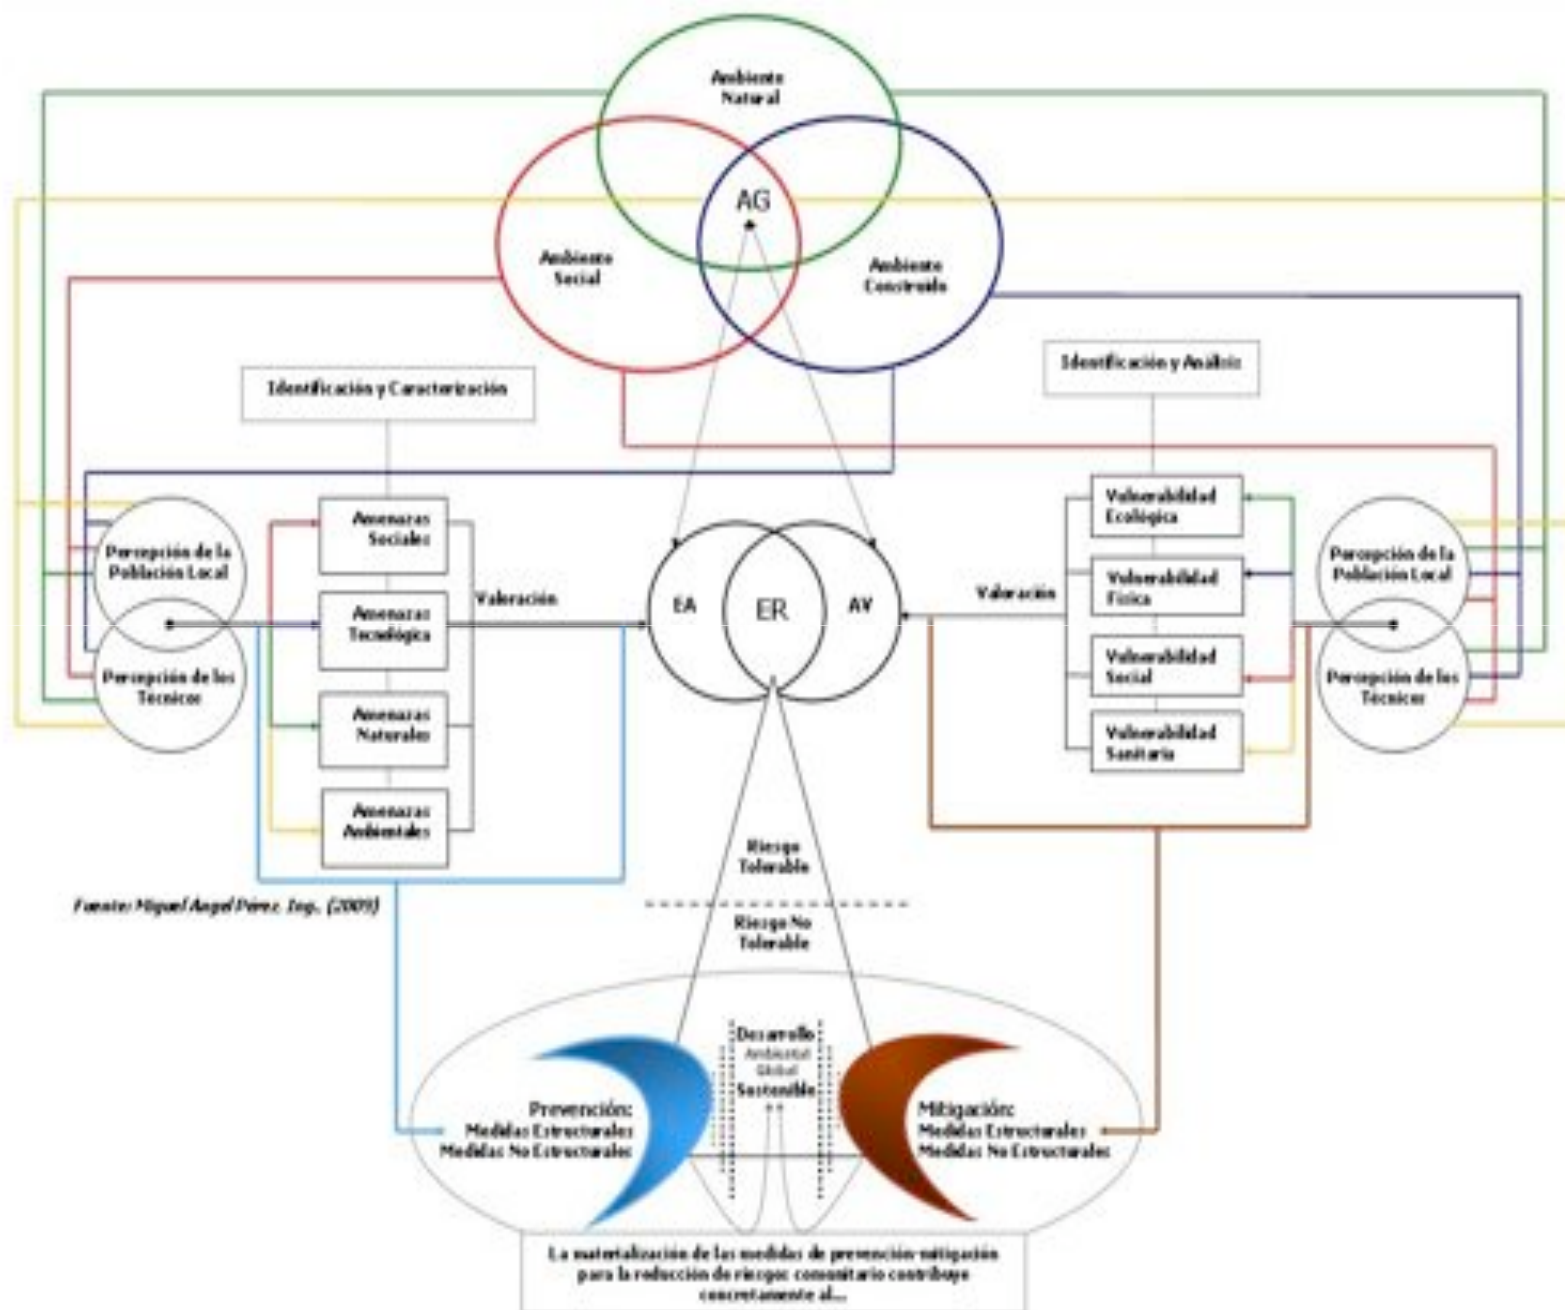 Ambiente
Natural
AG
Ambiente
Social
Ambiente
Construido
Identificación y Caracterización
Identificación y Análisis
Percepción de la
Población Local
Percepción de los
Técnicos
Amenazas
Sociales
Amenazas
Tecnológica
Amenazas
Naturales
Amenazas
Ambientales
Valoración
EA
ER
AV
Valoración
Vulnerabilidad
Ecológica
Vulnerabilidad
Física
Vulnerabilidad
Social
Vulnerabilidad
Sanitaria
Percepción de la
Población Local
Percepción de los
Técnicos
Fuente: Miguel Ángel Pérez. Ing., (2009)
Riesgo
Tolerable
Riesgo No
Tolerable
Desarrollo
Ambiental
Global
Sostenible
Prevención:
Medidas Estructurales
Medidas No Estructurales
Mitigación:
Medidas Estructurales
Medidas No Estructurales
La materialización de las medidas de prevención-mitigación
para la reducción de riesgos comunitario contribuye
concretamente al...